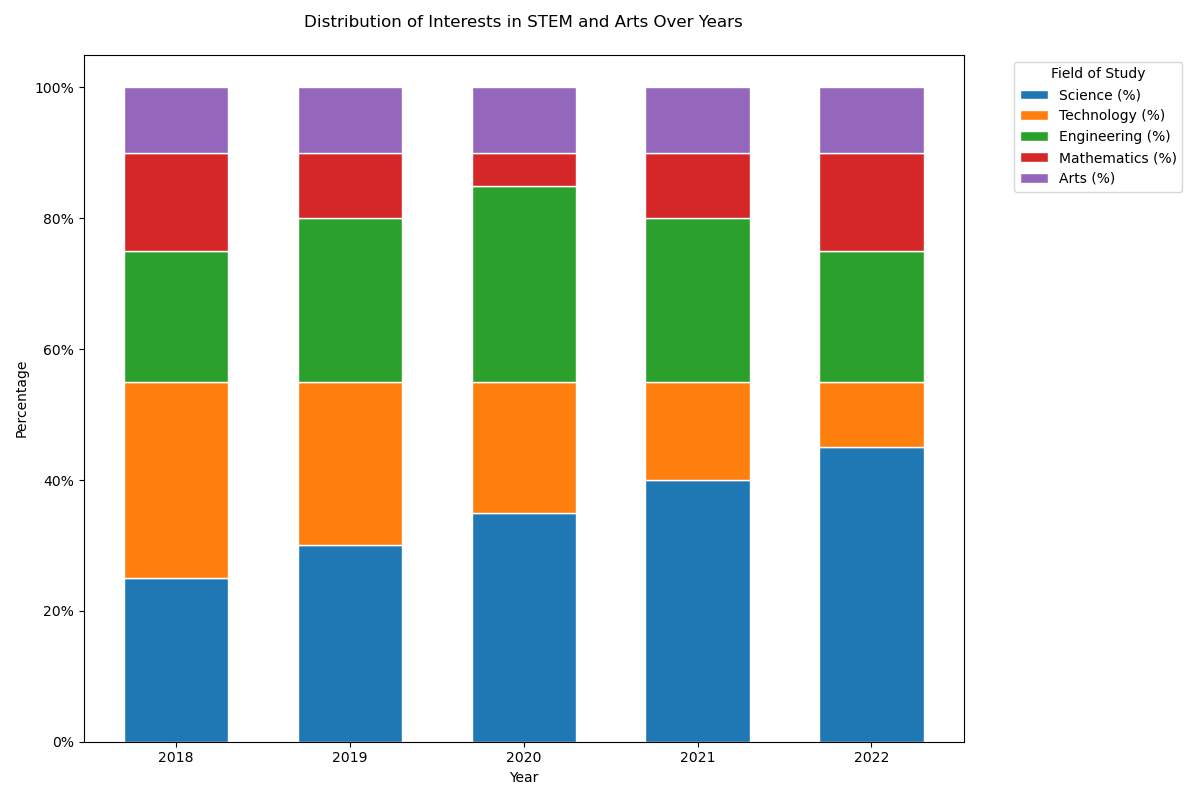 Distribution of Interests in STEM and Arts Over Years
Field of Study
Science (%)
Technology (%)
Engineering (%)
Mathematics (%)
Arts (%)
Percentage
100%
80%
60%
40%
20%
0%
2018 2019 2020 2021 2022
Year